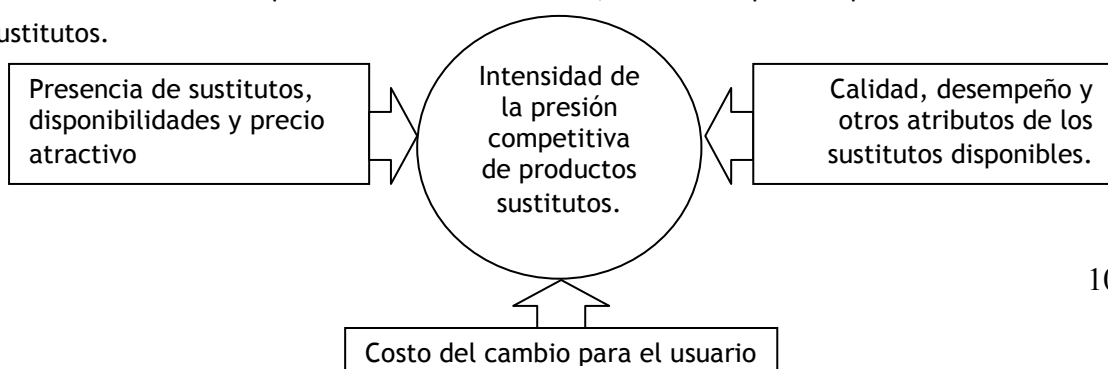 ustitutos.
Presencia de sustitutos,
disponibilidades y precio
atractivo
Intensidad de
la presión
competitiva
de productos
sustitutos.
Calidad, desempeño y
otros atributos de los
sustitutos disponibles.
10
Costo del cambio para el usuario